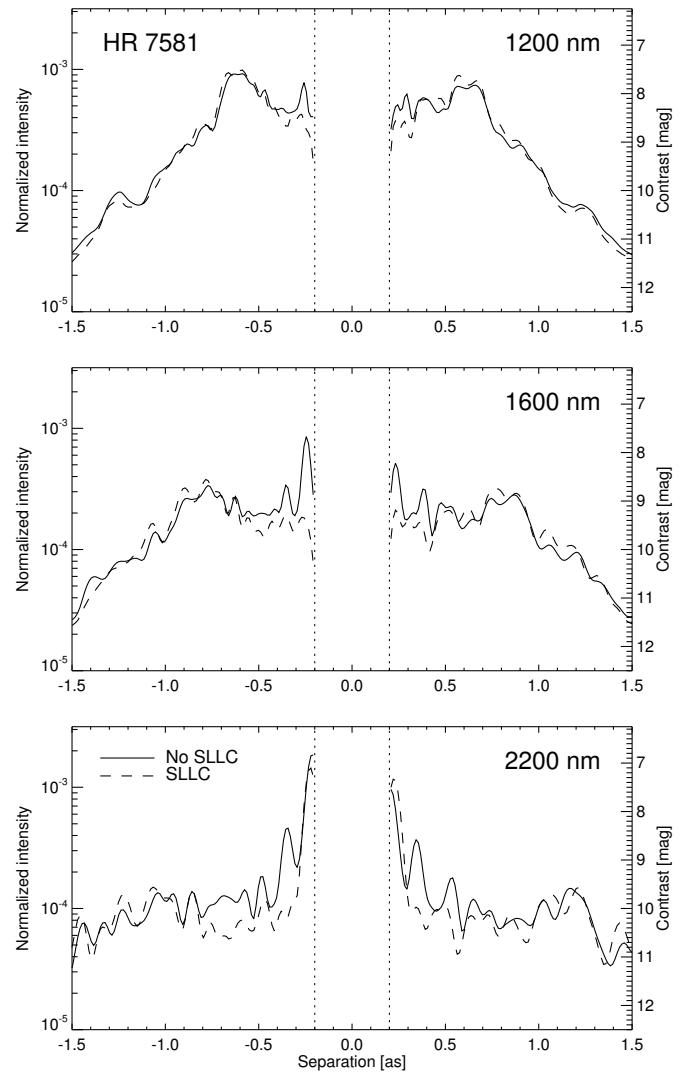 HR 7581
1200 nm
Normalized intensity
10-3
10-4
10-5
7
8
9
10
11
12
Contrast [mag]
-1.5 -1.0 -0.5 0.0 0.5 1.0 1.5
1600 nm
Normalized intensity
10-3
10-4
10-5
7
8
9
10
11
12
Contrast [mag]
-1.5 -1.0 -0.5 0.0 0.5 1.0 1.5
No SLLC
SLLC
2200 nm
Normalized intensity
10-3
10-4
10-5
7
8
9
10
11
12
Contrast [mag]
-1.5 -1.0 -0.5 0.0 0.5 1.0 1.5
Separation [as]